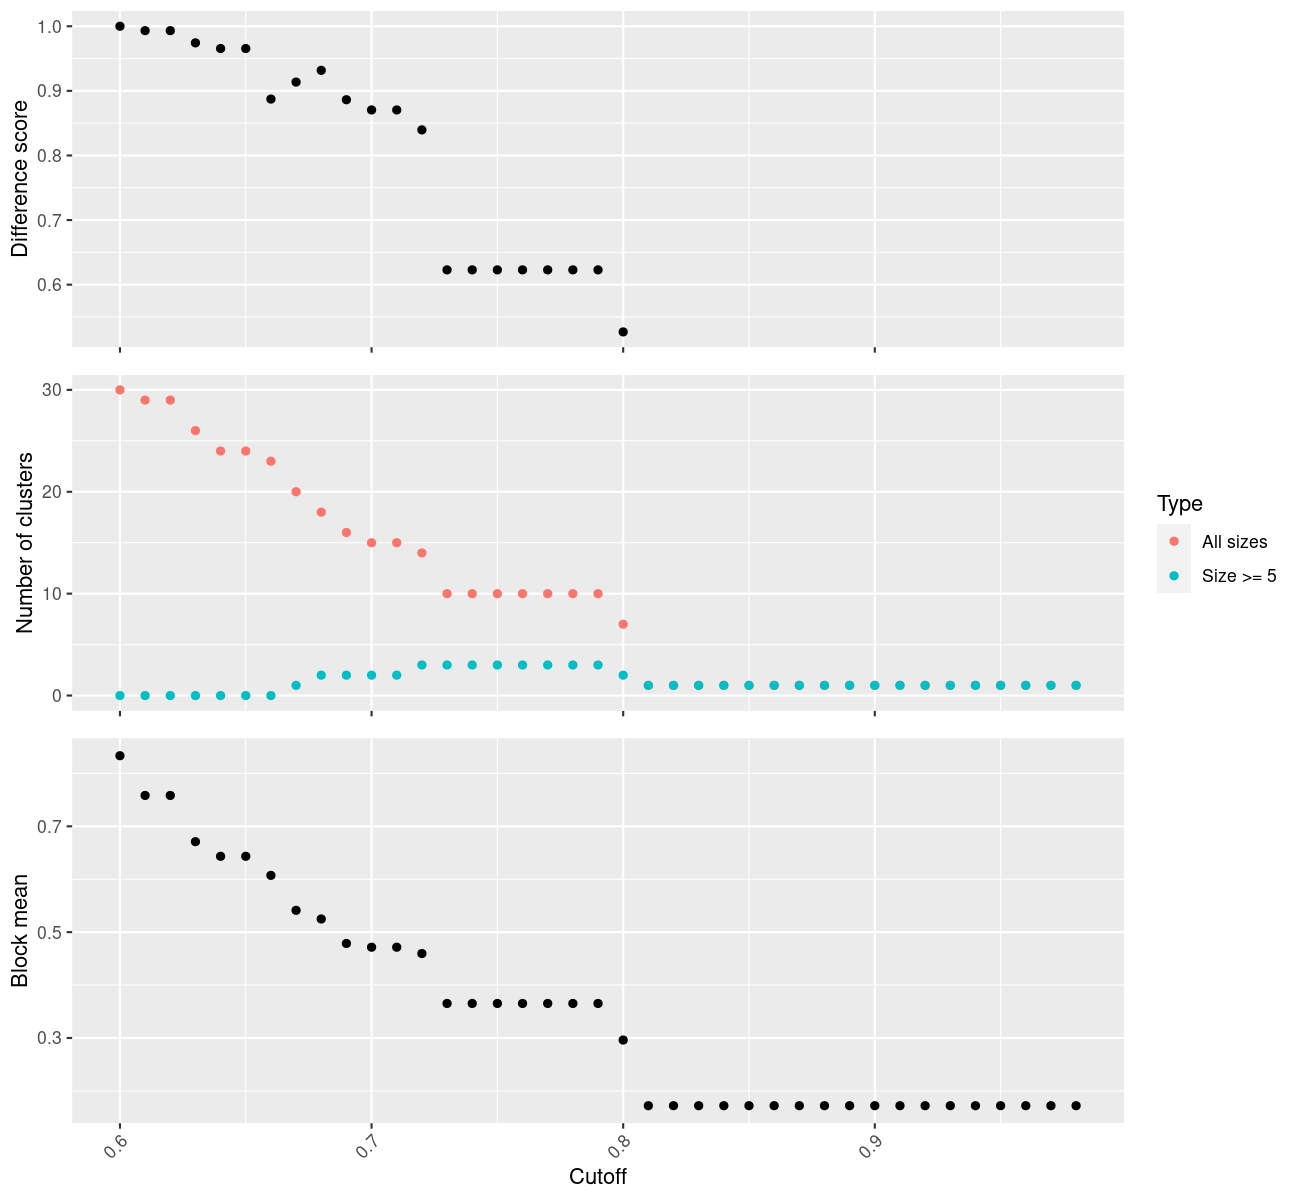 Difference score
1.0
0.9
0.8
0.7
0.6
Number of clusters
30
20
10
0
Type
All sizes
Size >= 5
Block mean
0.7
0.5
0.3
0.6
0.7
0.8
0.9
Cutoff